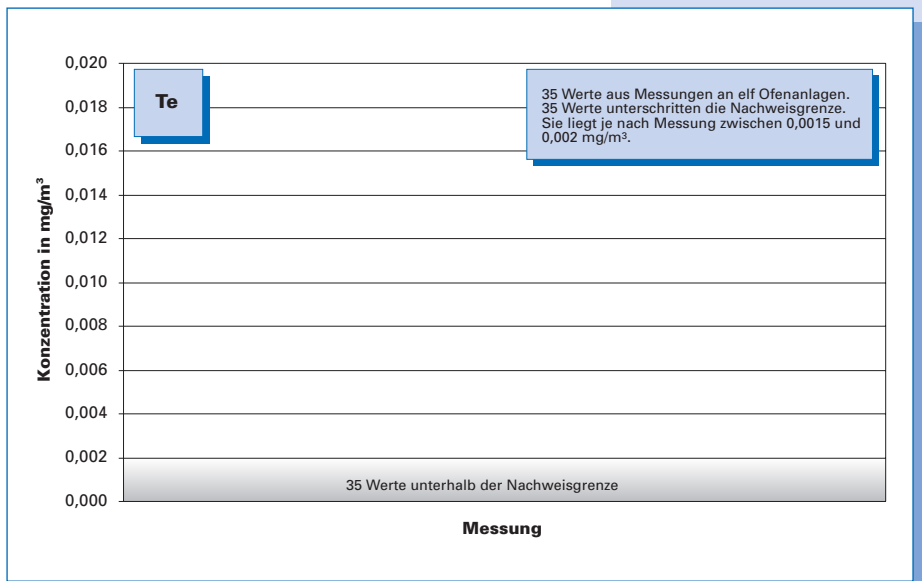 Konzentration in mg/m³
0,020
0,018
0,016
0,014
0,012
0,010
0,008
0,006
0,004
0,002
0,000
Te
35 Werte aus Messungen an elf Ofenanlagen.
35 Werte unterschritten die Nachweisgrenze.
Sie liegt je nach Messung zwischen 0,0015 und
0,002 mg/m³.
35 Werte unterhalb der Nachweisgrenze
Messung